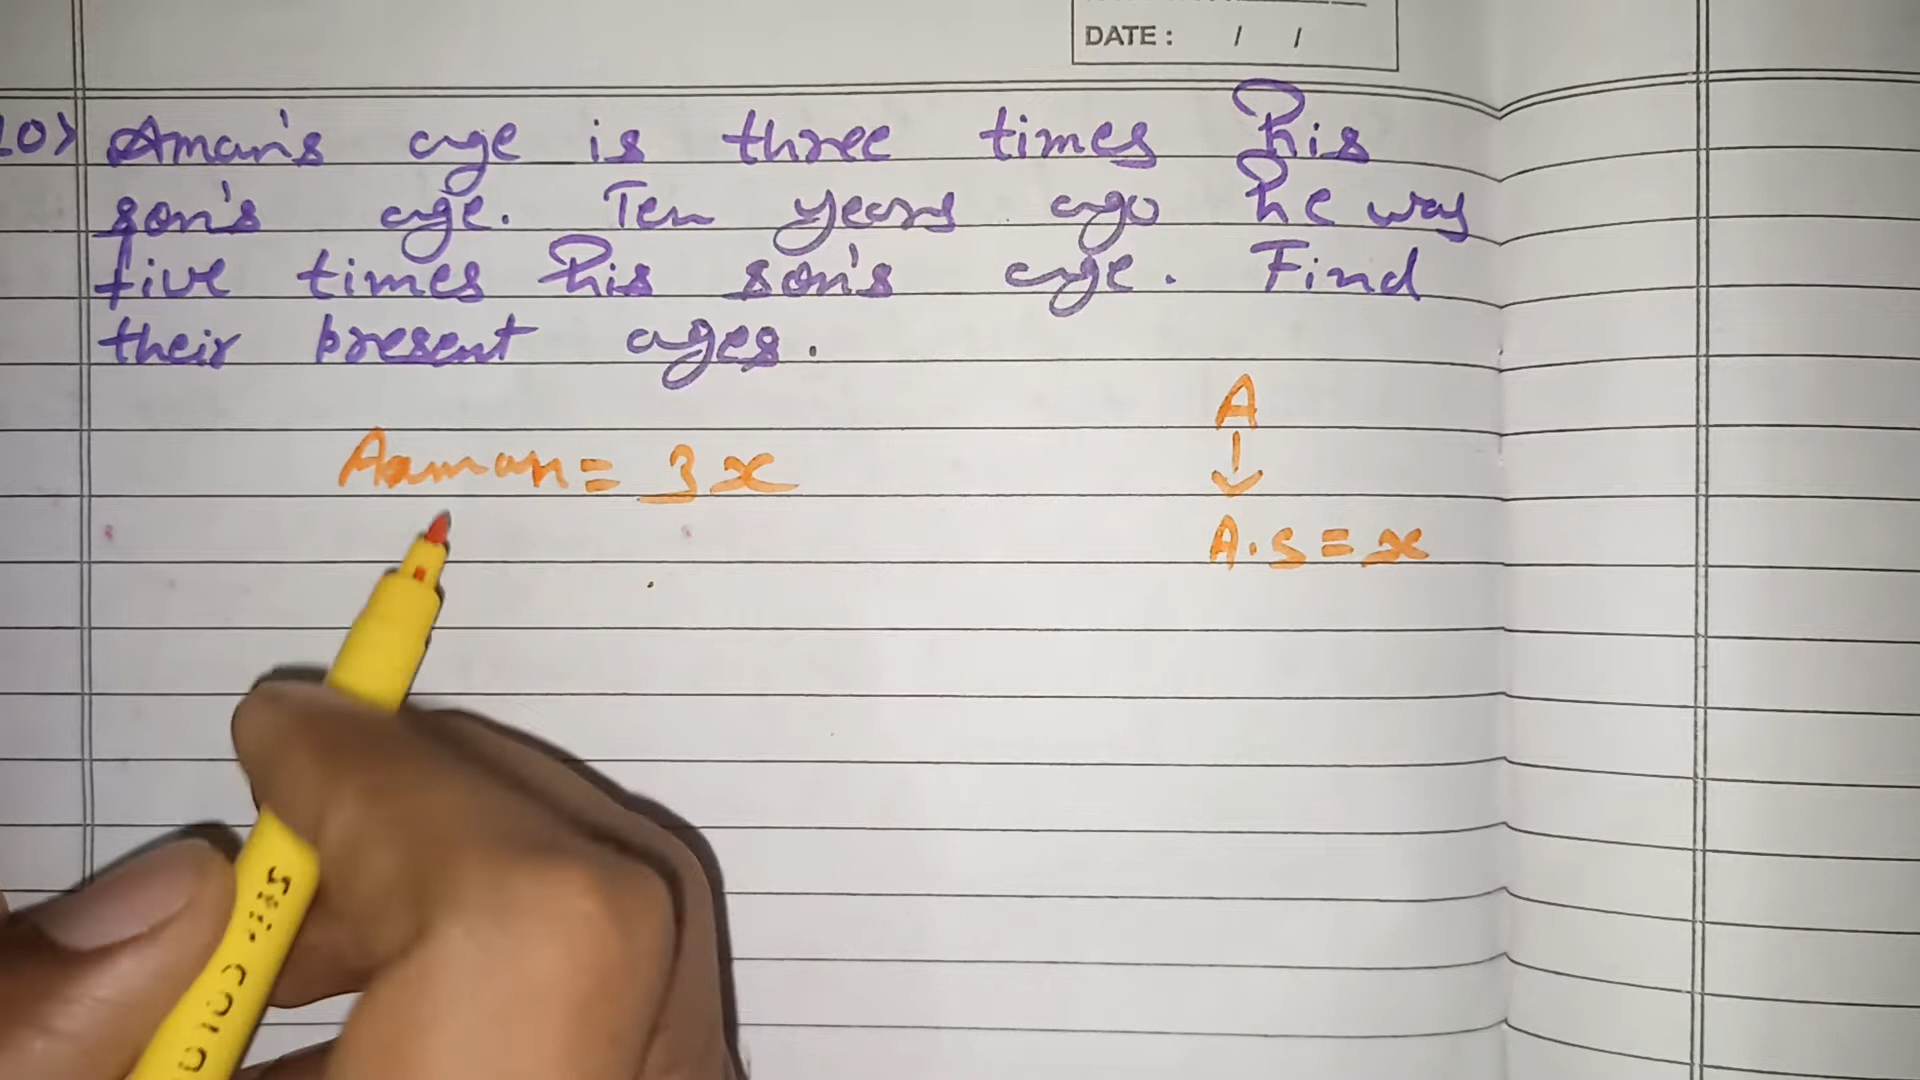 DATE : / /
10) Aman's age is three times his
son's age. Ten years ago he was
five times his son's age. Find
their present ages.
A
Aaman = 3x
A.S = x